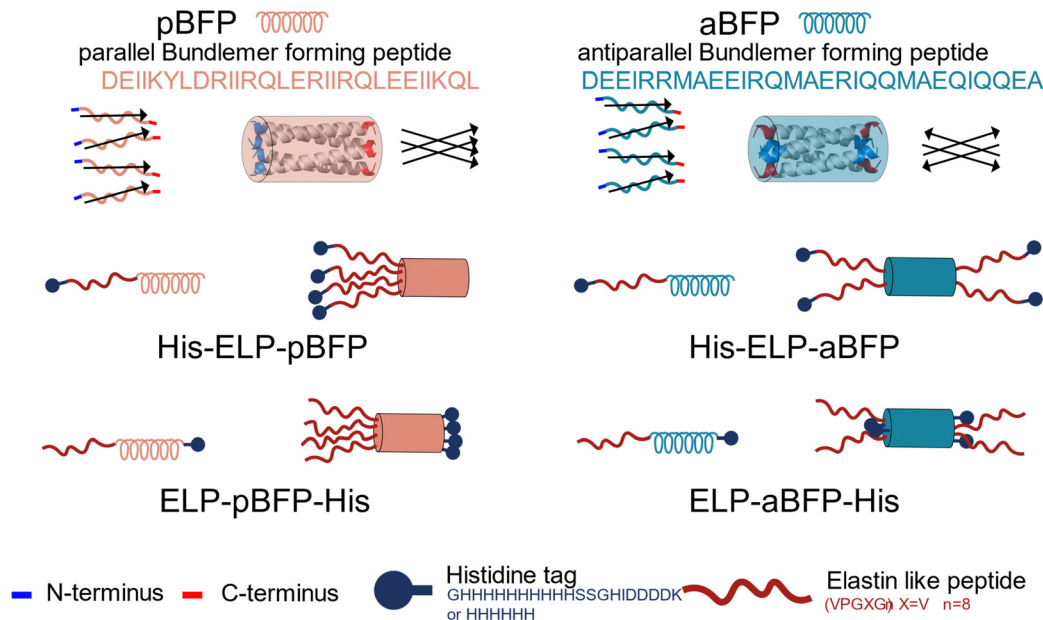 pBFP
parallel Bundlemer forming peptide
DEIIKYLDRIIRQLERIIRQLEEIIKQL
aBFP
antiparallel Bundlemer forming peptide
DEEIRRMAEEIRQMAERIQQMAEQIQQEA
His-ELP-pBFP
His-ELP-aBFP
ELP-pBFP-His
ELP-aBFP-His
N-terminus
C-terminus
Histidine tag
GHHHHHHHHHHSSGHIDDDDK
or HHHHHH
Elastin like peptide
(VPGXG)n X=V n=8